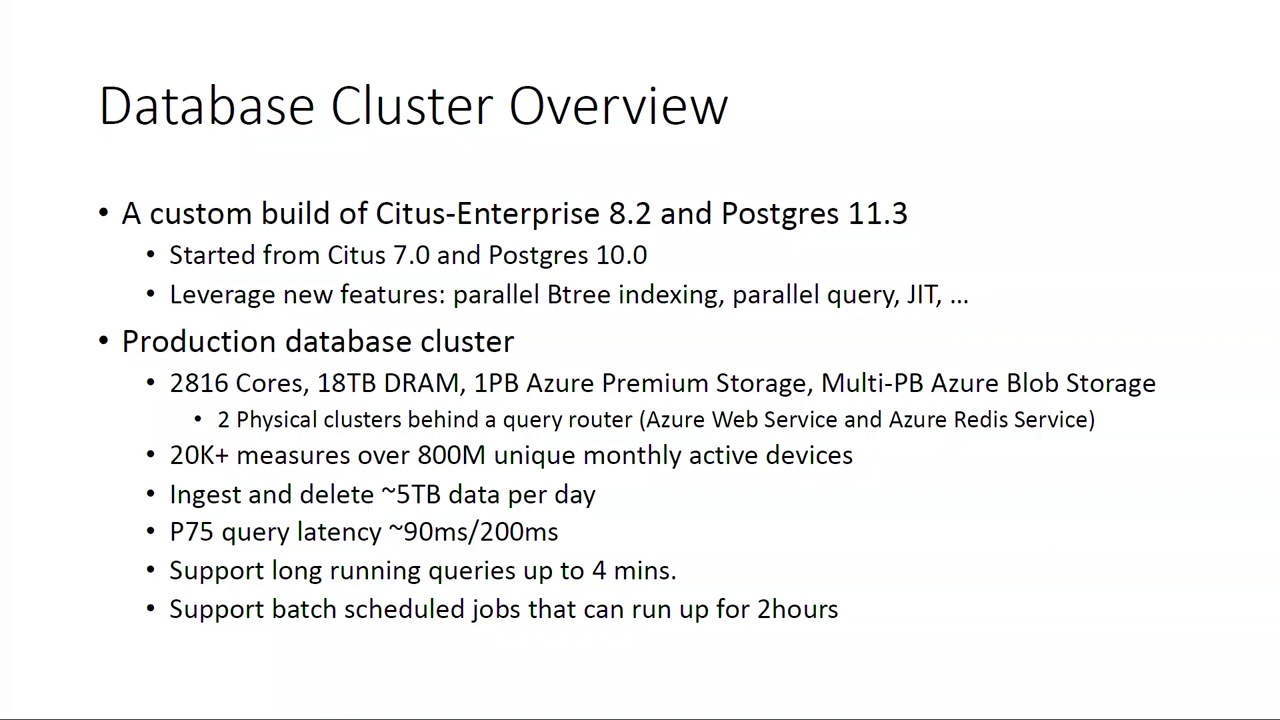 Database Cluster Overview
• A custom build of Citus-Enterprise 8.2 and Postgres 11.3
• Started from Citus 7.0 and Postgres 10.0
• Leverage new features: parallel Btree indexing, parallel query, JIT, ...
• Production database cluster
• 2816 Cores, 18TB DRAM, 1PB Azure Premium Storage, Multi-PB Azure Blob Storage
• 2 Physical clusters behind a query router (Azure Web Service and Azure Redis Service)
• 20K+ measures over 800M unique monthly active devices
• Ingest and delete ~5TB data per day
• P75 query latency ~90ms/200ms
• Support long running queries up to 4 mins.
• Support batch scheduled jobs that can run up for 2hours